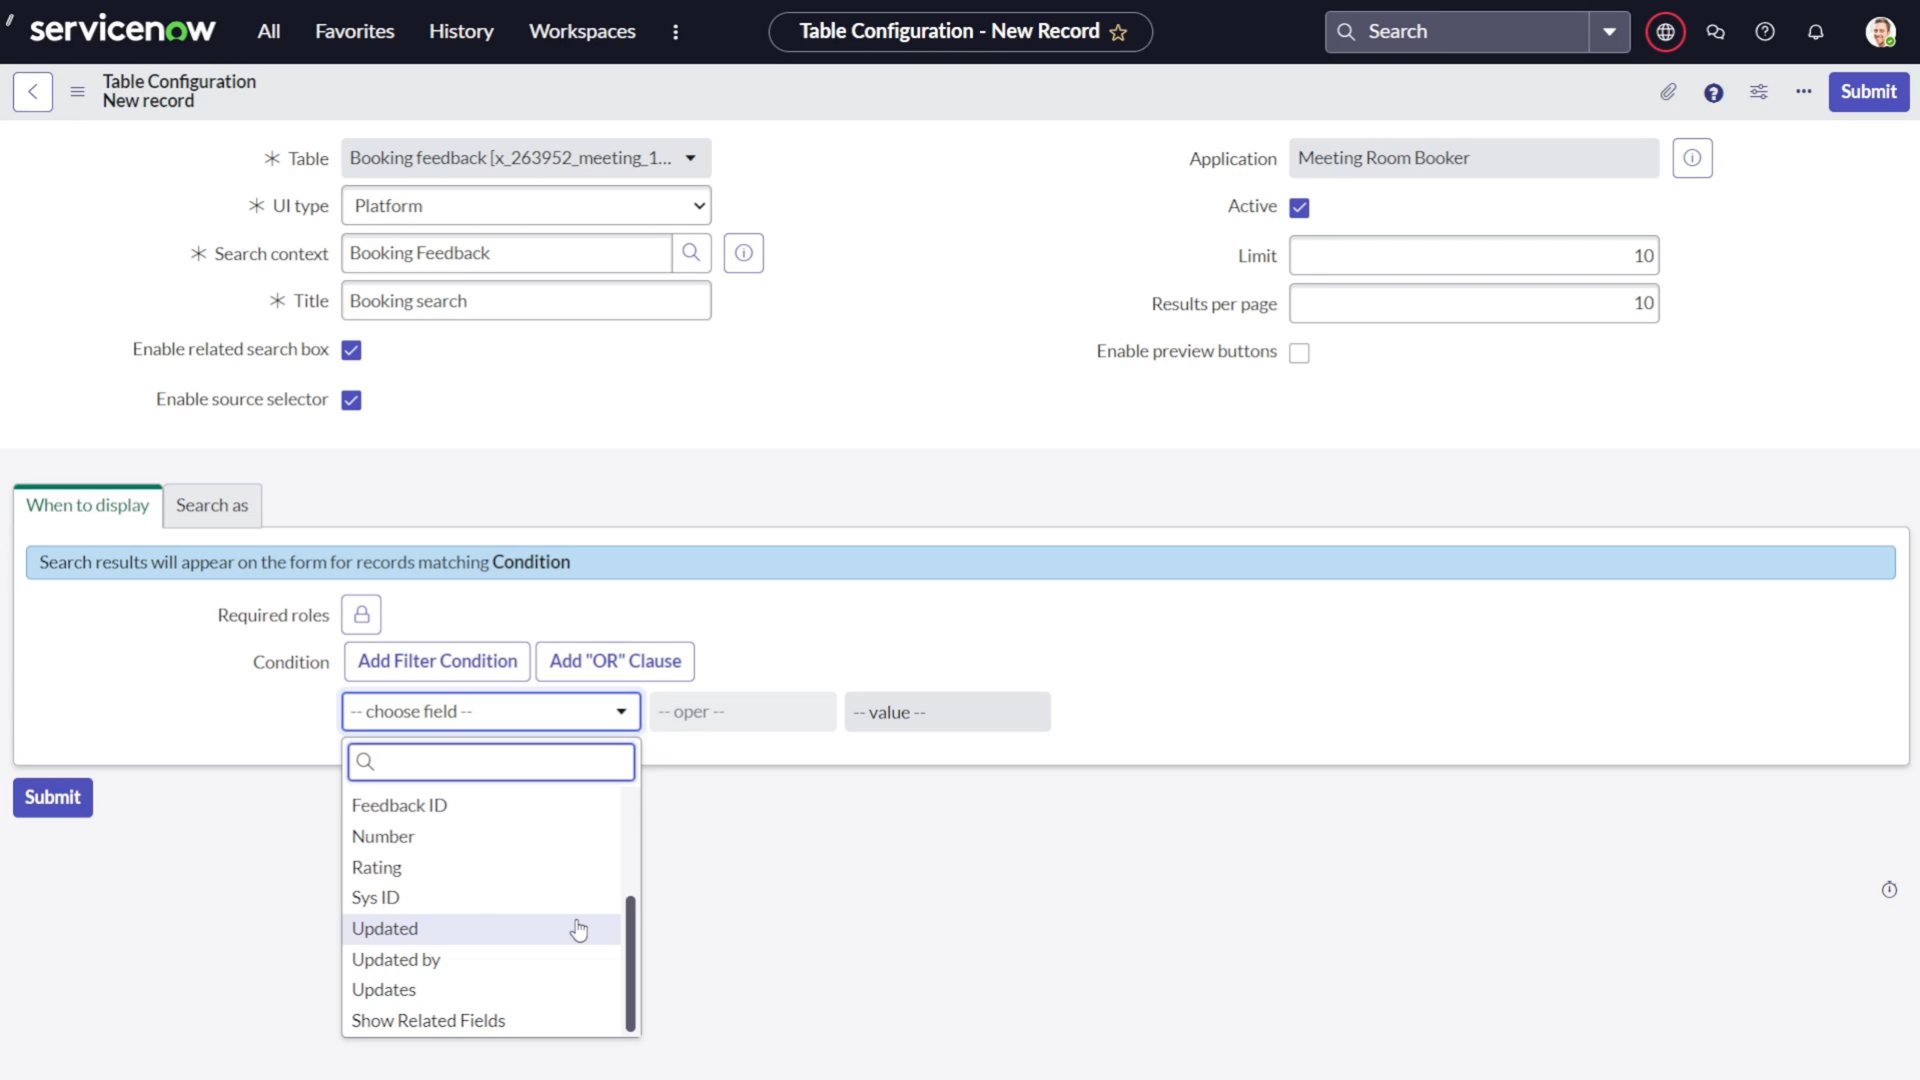 servicenow
All
Favorites
History
Workspaces
Table Configuration - New Record
Search
Table Configuration
New record
Submit
Table
Booking feedback [x_263952_meeting_1...
Application
Meeting Room Booker
UI type
Platform
Active
Search context
Booking Feedback
Limit
10
Title
Booking search
Results per page
10
Enable related search box
Enable preview buttons
Enable source selector
When to display
Search as
Search results will appear on the form for records matching Condition
Required roles
Condition
Add Filter Condition
Add "OR" Clause
-- choose field --
-- oper --
-- value --
Submit
Feedback ID
Number
Rating
Sys ID
Updated
Updated by
Updates
Show Related Fields